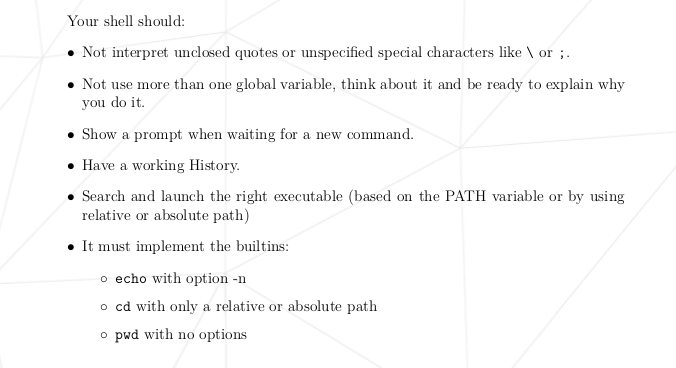 Your shell should:
• Not interpret unclosed quotes or unspecified special characters like \ or ;.
• Not use more than one global variable, think about it and be ready to explain why
you do it.
• Show a prompt when waiting for a new command.
• Have a working History.
• Search and launch the right executable (based on the PATH variable or by using
relative or absolute path)
• It must implement the builtins:
◦ echo with option -n
◦ cd with only a relative or absolute path
◦ pwd with no options